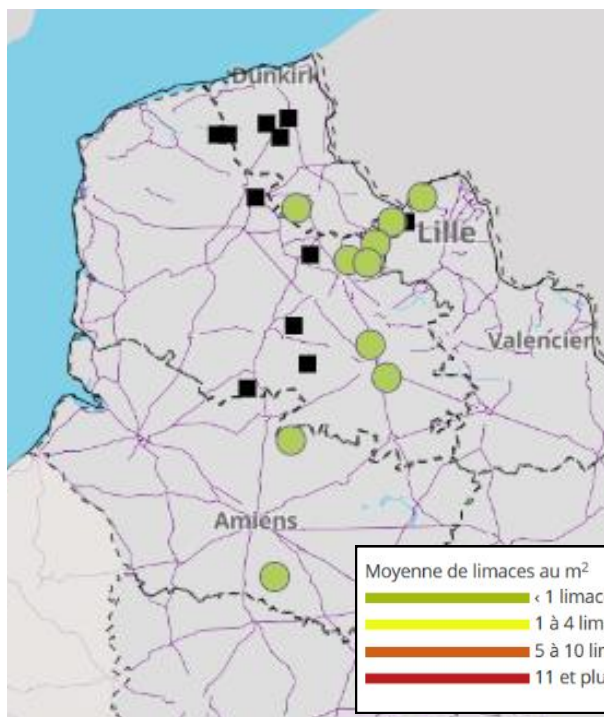 Dunkirk
Lille
Valencien
Amiens
Moyenne de limaces au m²
‹ 1 limac
1 à 4 lim
5 à 10 lin
11 et plu